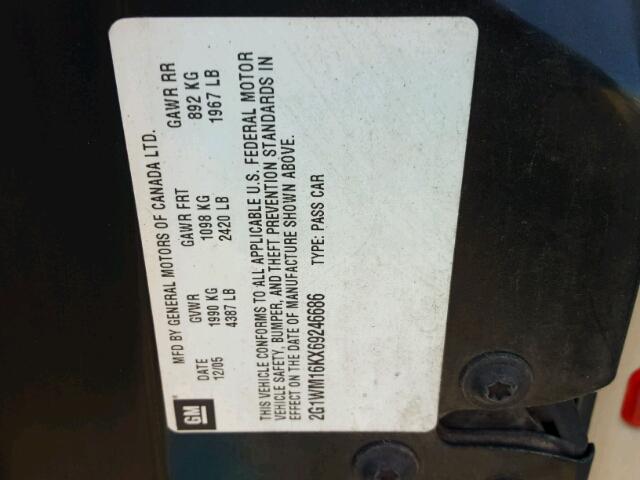 GM
MFD BY GENERAL MOTORS OF CANADA LTD.
DATE GVWR GAWR FRT GAWR RR
12/05 1990 KG 1098 KG 892 KG
4387 LB 2420 LB 1967 LB
THIS VEHICLE CONFORMS TO ALL APPLICABLE U.S. FEDERAL MOTOR
VEHICLE SAFETY, BUMPER, AND THEFT PREVENTION STANDARDS IN
EFFECT ON THE DATE OF MANUFACTURE SHOWN ABOVE.
2G1WM16KX69246686 TYPE: PASS CAR